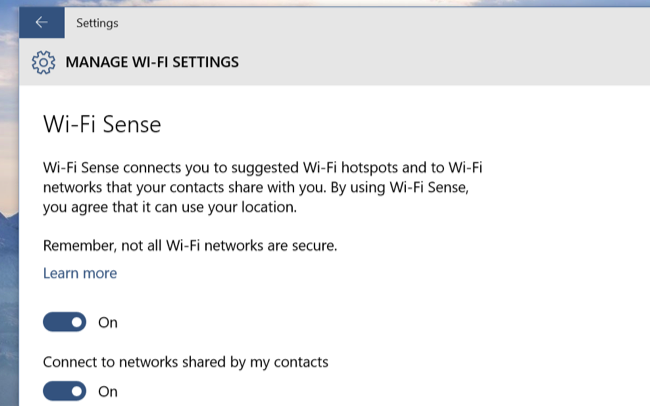 Settings
MANAGE WI-FI SETTINGS
Wi-Fi Sense
Wi-Fi Sense connects you to suggested Wi-Fi hotspots and to Wi-Fi
networks that your contacts share with you. By using Wi-Fi Sense,
you agree that it can use your location.
Remember, not all Wi-Fi networks are secure.
Learn more
On
Connect to networks shared by my contacts
On